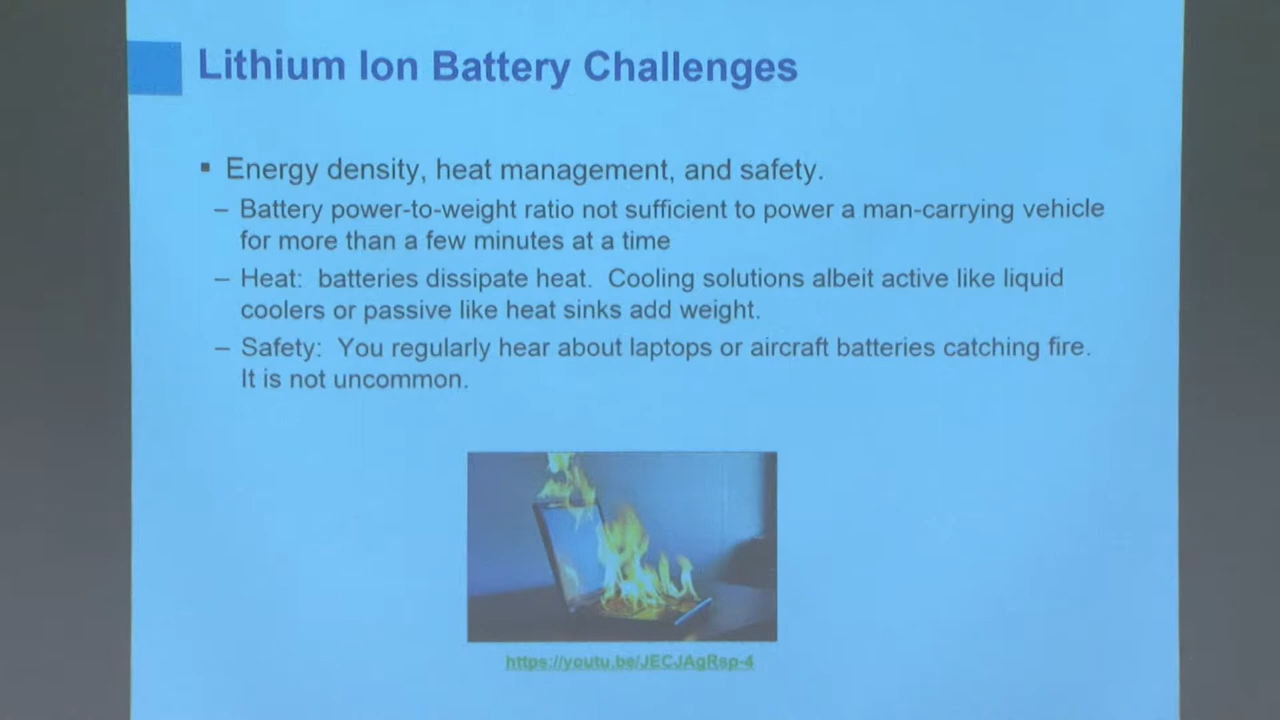 Lithium Ion Battery Challenges
▪ Energy density, heat management, and safety.
– Battery power-to-weight ratio not sufficient to power a man-carrying vehicle
for more than a few minutes at a time
– Heat: batteries dissipate heat. Cooling solutions albeit active like liquid
coolers or passive like heat sinks add weight.
– Safety: You regularly hear about laptops or aircraft batteries catching fire.
It is not uncommon.
https://youtu.be/JECJAgRsp-4